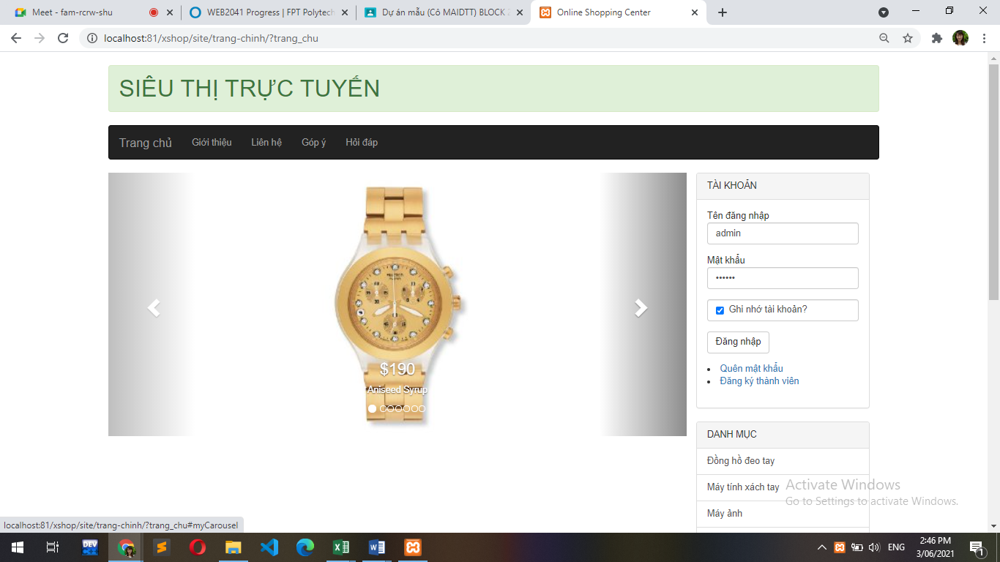 Meet - fam-rcrw-shu
WEB2041 Progress | FPT Polytech
Dự án mẫu (Cô MAIDTT) BLOCK 2
Online Shopping Center
localhost:81/xshop/site/trang-chinh/?trang_chu
SIÊU THỊ TRỰC TUYẾN
Trang chủ Giới thiệu Liên hệ Góp ý Hỏi đáp
$190
Aniseed Syrup
TÀI KHOẢN
Tên đăng nhập
admin
Mật khẩu
••••••
Ghi nhớ tài khoản?
Đăng nhập
Quên mật khẩu
Đăng ký thành viên
DANH MỤC
Đồng hồ đeo tay
Máy tính xách tay
Máy ảnh
Activate Windows
Go to Settings to activate Windows.
localhost:81/xshop/site/trang-chinh/?trang_chu#myCarousel
DEV
ENG
2:46 PM
3/06/2021
1